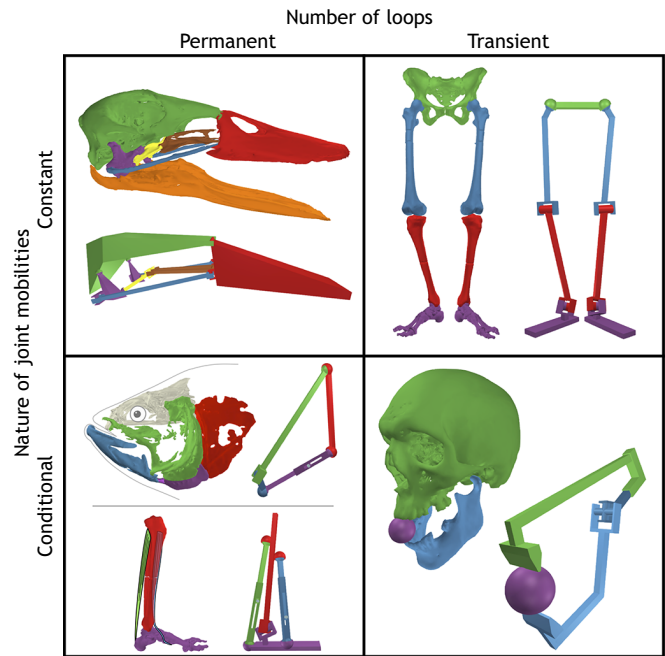 Number of loops
Permanent
Transient
Nature of joint mobilities
Constant
Conditional